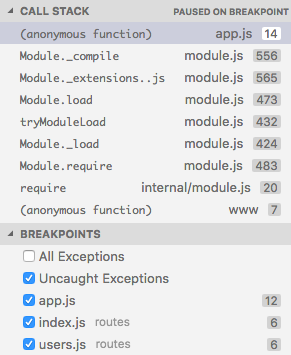 CALL STACK PAUSED ON BREAKPOINT
(anonymous function) app.js 14
Module._compile module.js 556
Module._extensions..js module.js 565
Module.load module.js 473
tryModuleLoad module.js 432
Module._load module.js 424
Module.require module.js 483
require internal/module.js 20
(anonymous function) www 7
BREAKPOINTS
All Exceptions
Uncaught Exceptions
app.js 12
index.js routes 6
users.js routes 6